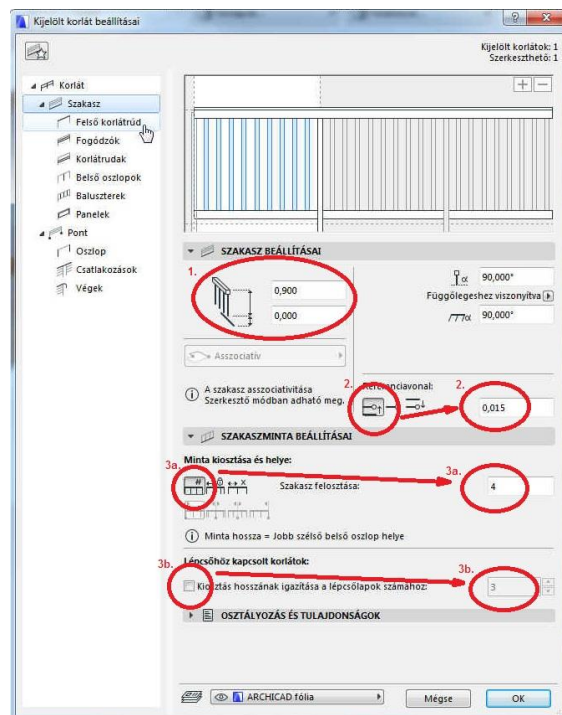 Kijelölt korlát beállításai
Kijelölt korlátok: 1
Szerkeszthető: 1
Korlát
Szakasz
Felső korlátrúd
Fogódzók
Korlátrudak
Belső oszlopok
Baluszterek
Panelek
Pont
Oszlop
Csatlakozások
Végek
SZAKASZ BEÁLLÍTÁSAI
1.
0,900
0,000
α 90,000°
Függőlegeshez viszonyítva
α 90,000°
Asszociatív
A szakasz asszociativitása
Szerkesztő módban adható meg.
2. Referenciavonal: 2.
0,015
SZAKASZMINTA BEÁLLÍTÁSAI
Minta kiosztása és helye:
3a. 3a.
Szakasz felosztása: 4
Minta hossza = Jobb szélső belső oszlop helye
Lépcsőhöz kapcsolt korlátok:
3b. 3b.
Kiosztás hosszának igazítása a lépcsőlapok számához: 3
OSZTÁLYOZÁS ÉS TULAJDONSÁGOK
ARCHICAD fólia
Mégse
OK